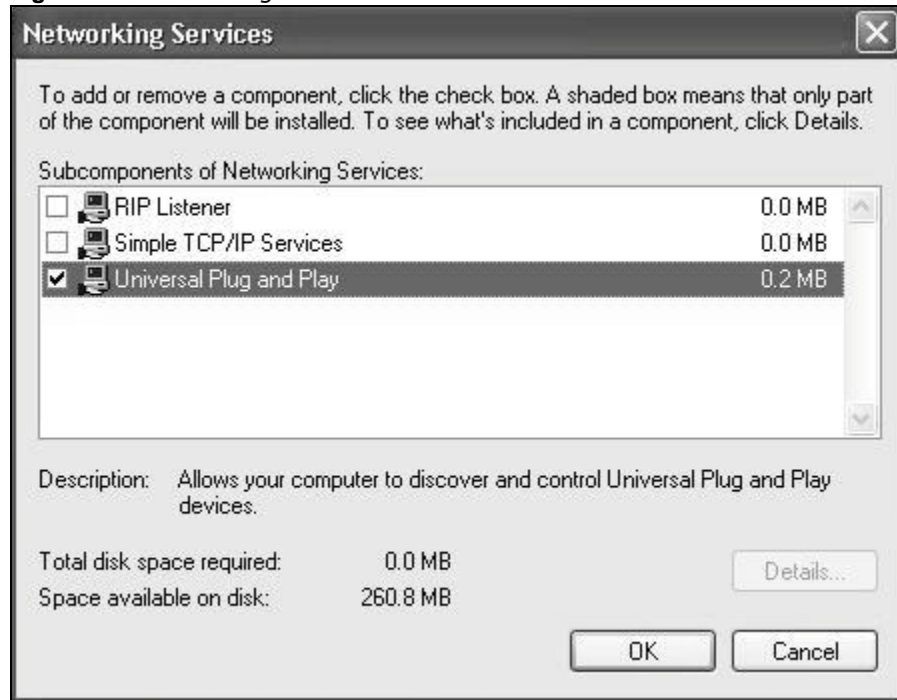 Networking Services
To add or remove a component, click the check box. A shaded box means that only part
of the component will be installed. To see what's included in a component, click Details.
Subcomponents of Networking Services:
RIP Listener 0.0 MB
Simple TCP/IP Services 0.0 MB
Universal Plug and Play 0.2 MB
Description: Allows your computer to discover and control Universal Plug and Play
devices.
Total disk space required: 0.0 MB
Space available on disk: 260.8 MB
Details...
OK Cancel